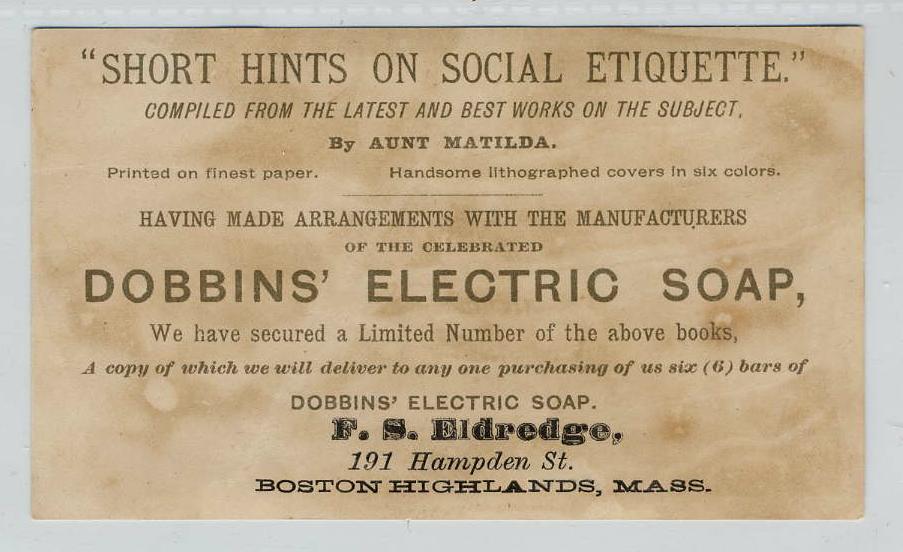 "SHORT HINTS ON SOCIAL ETIQUETTE."
COMPILED FROM THE LATEST AND BEST WORKS ON THE SUBJECT,
By AUNT MATILDA.
Printed on finest paper. Handsome lithographed covers in six colors.
HAVING MADE ARRANGEMENTS WITH THE MANUFACTURERS
OF THE CELEBRATED
DOBBINS' ELECTRIC SOAP,
We have secured a Limited Number of the above books,
A copy of which we will deliver to any one purchasing of us six (6) bars of
DOBBINS' ELECTRIC SOAP.
F. S. Eldredge,
191 Hampden St.
BOSTON HIGHLANDS, MASS.